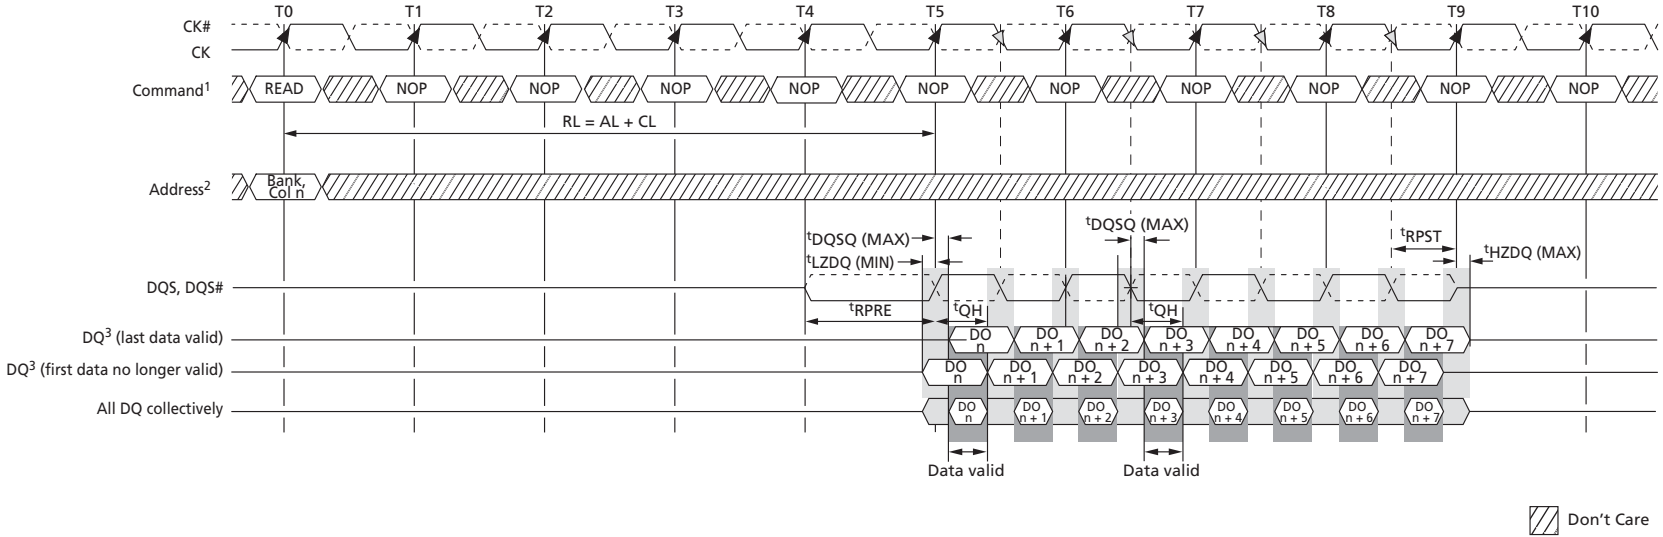 T0 T1 T2 T3 T4 T5 T6 T7 T8 T9 T10
CK#
CK
Command1 READ NOP NOP NOP NOP NOP NOP NOP NOP NOP NOP
RL = AL + CL
Address2 Bank,
Col n
tDQSQ (MAX) tDQSQ (MAX) tRPST
tLZDQ (MIN) tHZDQ (MAX)
DQS, DQS#
tRPRE tQH tQH
DQ3 (last data valid) DO DO DO DO DO DO DO DO
n n + 1 n + 2 n + 3 n + 4 n + 5 n + 6 n + 7
DQ3 (first data no longer valid) DO DO DO DO DO DO DO DO
n n + 1 n + 2 n + 3 n + 4 n + 5 n + 6 n + 7
All DQ collectively DO DO DO DO DO DO DO DO
n n + 1 n + 2 n + 3 n + 4 n + 5 n + 6 n + 7
Data valid Data valid
Don't Care